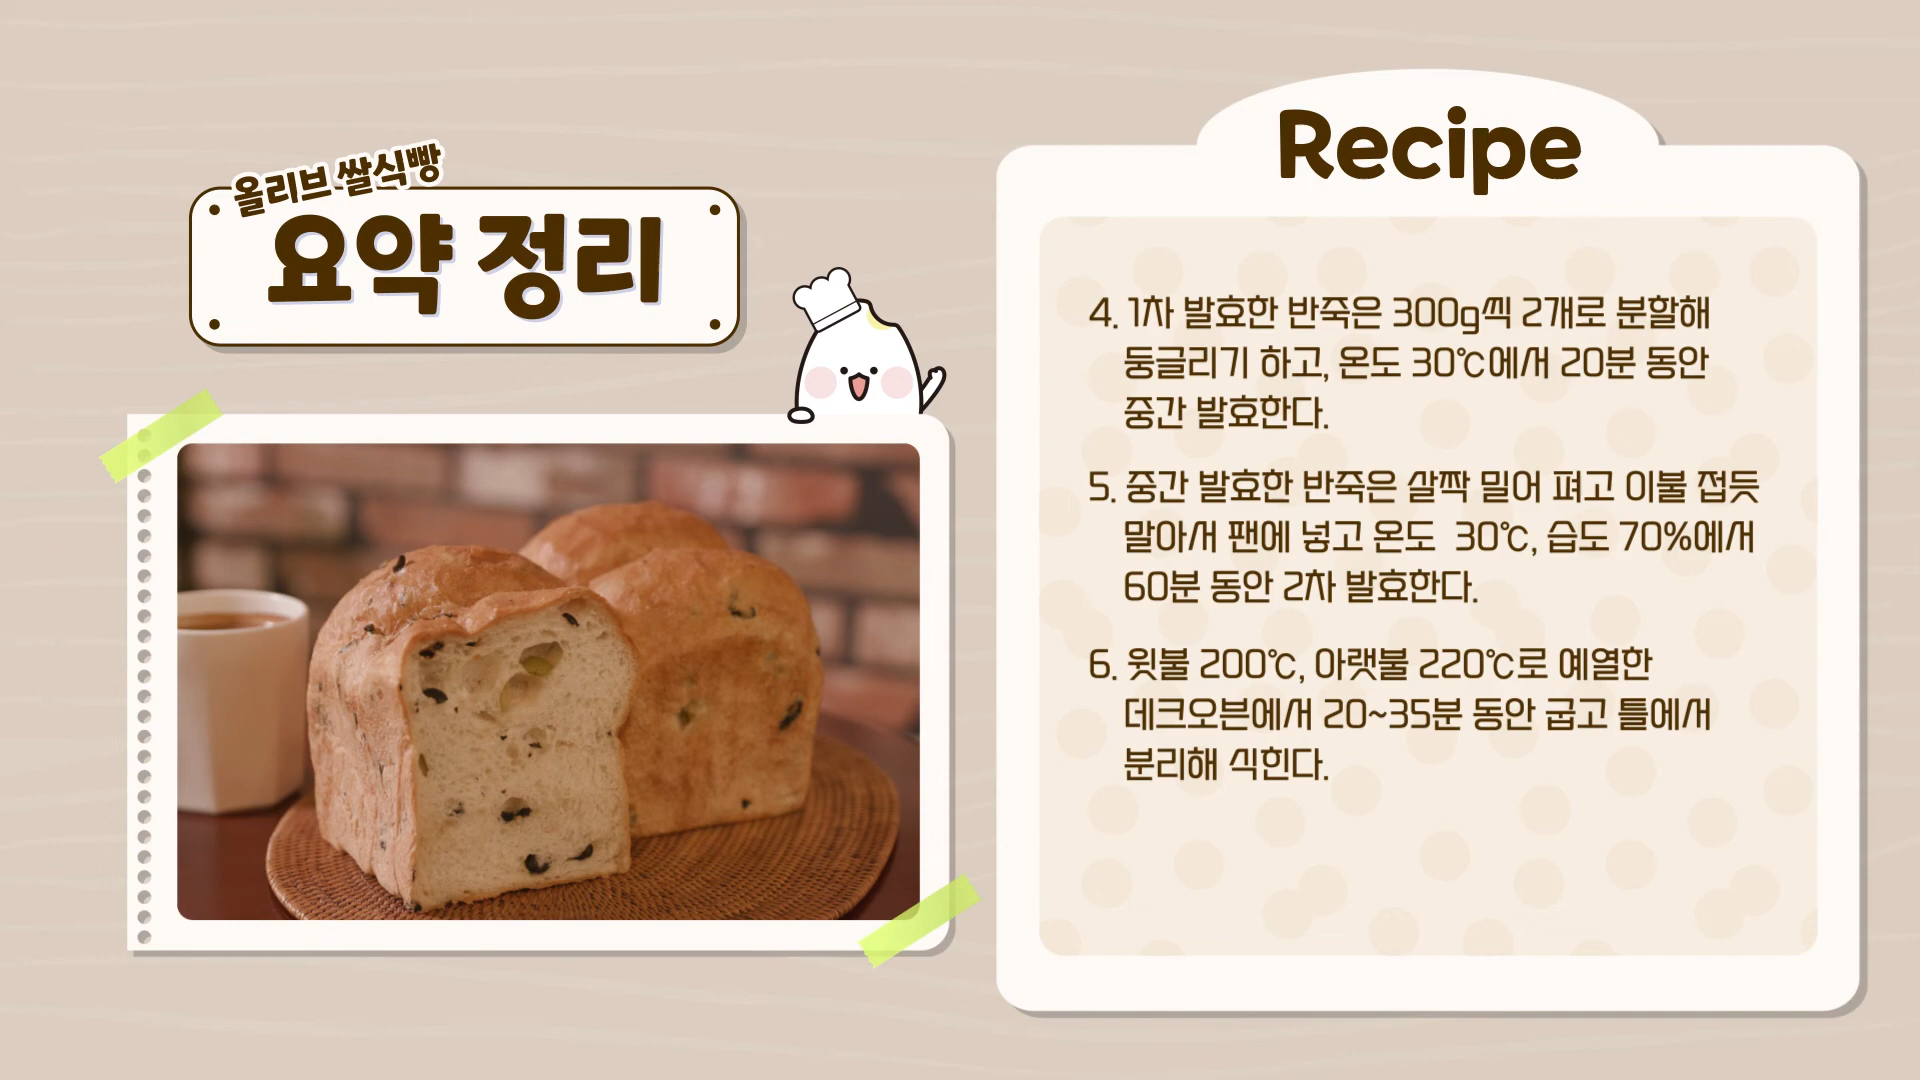 올리브 쌀식빵
요약 정리
Recipe
4. 1차 발효한 반죽은 300g씩 2개로 분할해
둥글리기 하고, 온도 30℃에서 20분 동안
중간 발효한다.
5. 중간 발효한 반죽은 살짝 밀어 펴고 이불 접듯
말아서 팬에 넣고 온도 30℃, 습도 70%에서
60분 동안 2차 발효한다.
6. 윗불 200℃, 아랫불 220℃로 예열한
데크오븐에서 20~35분 동안 굽고 틀에서
분리해 식힌다.